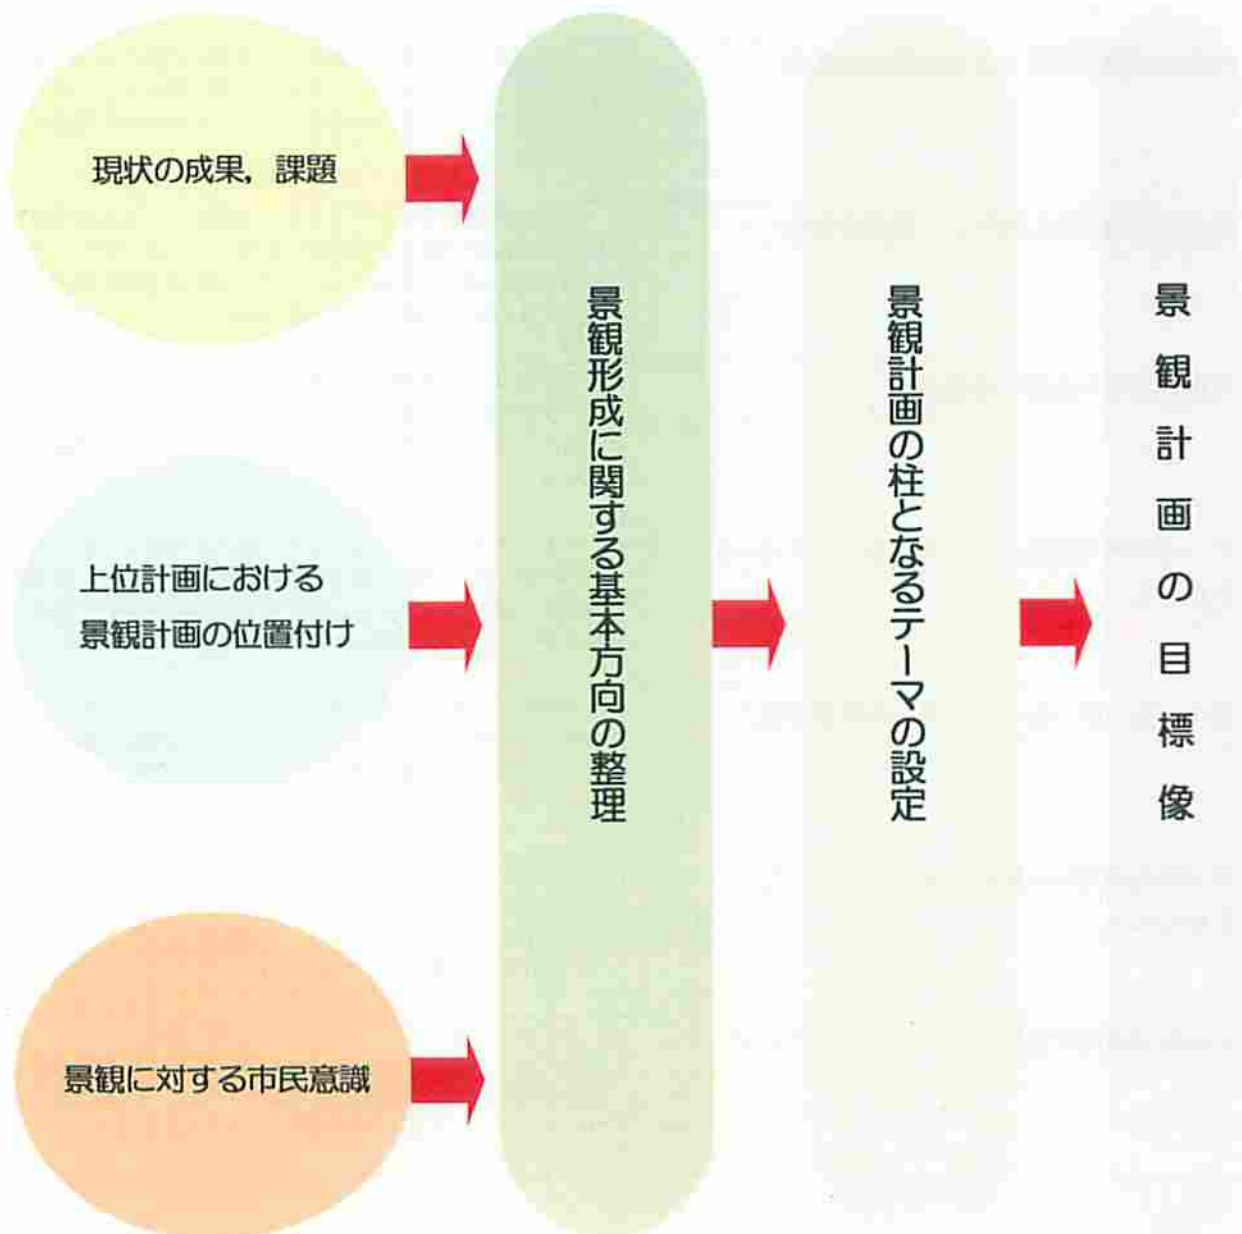 現状の成果，課題
上位計画における
景観計画の位置付け
景観に対する市民意識
景観形成に関する基本方向の整理
景観計画の柱となるテーマの設定
景観計画の目標像